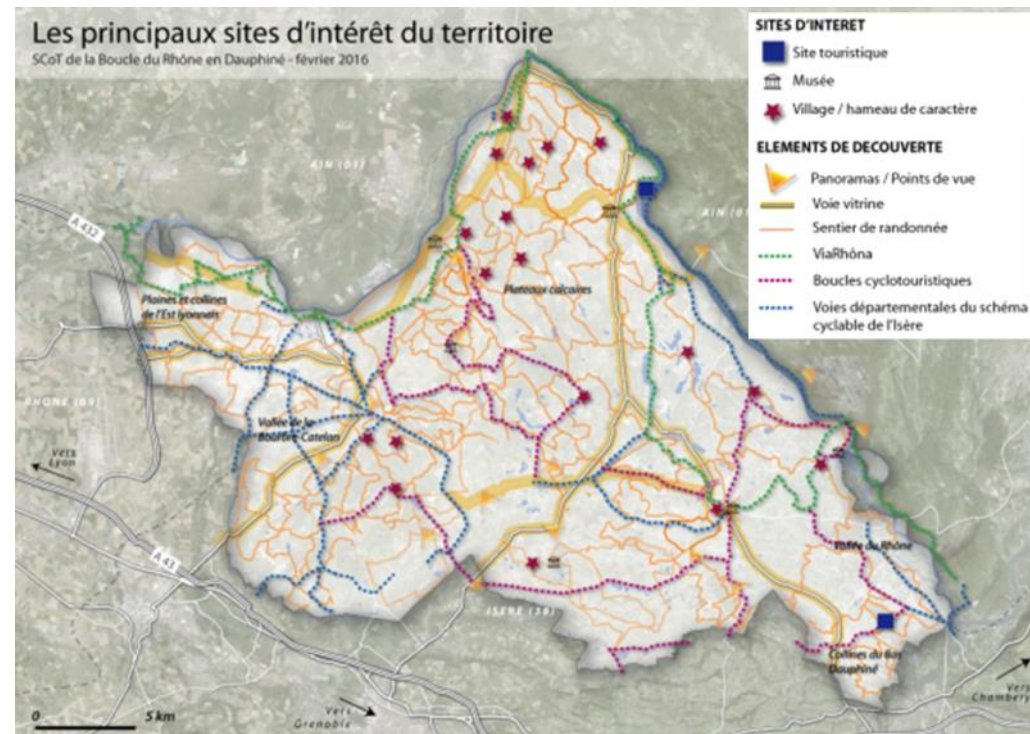 Les principaux sites d'intérêt du territoire
SCoT de la Boucle du Rhône en Dauphiné - février 2016
SITES D'INTERET
Site touristique
Musée
Village / hameau de caractère
ELEMENTS DE DECOUVERTE
Panoramas / Points de vue
Voie vitrine
Sentier de randonnée
ViaRhôna
Boucles cyclotouristiques
Voies départementales du schéma
cyclable de l'Isère
AIN (01)
AIN (0
A 432
Plaines et collines
de l'Est lyonnais
Plateaux calcaires
RHONE (69)
Vallée de la
Bourbre-Catelan
Vers
Lyon
A 43
Vallée du Rhône
ISERE (38)
Collines du Bas
Dauphiné
Vers
Chambery
Vers
Grenoble
0 5 km